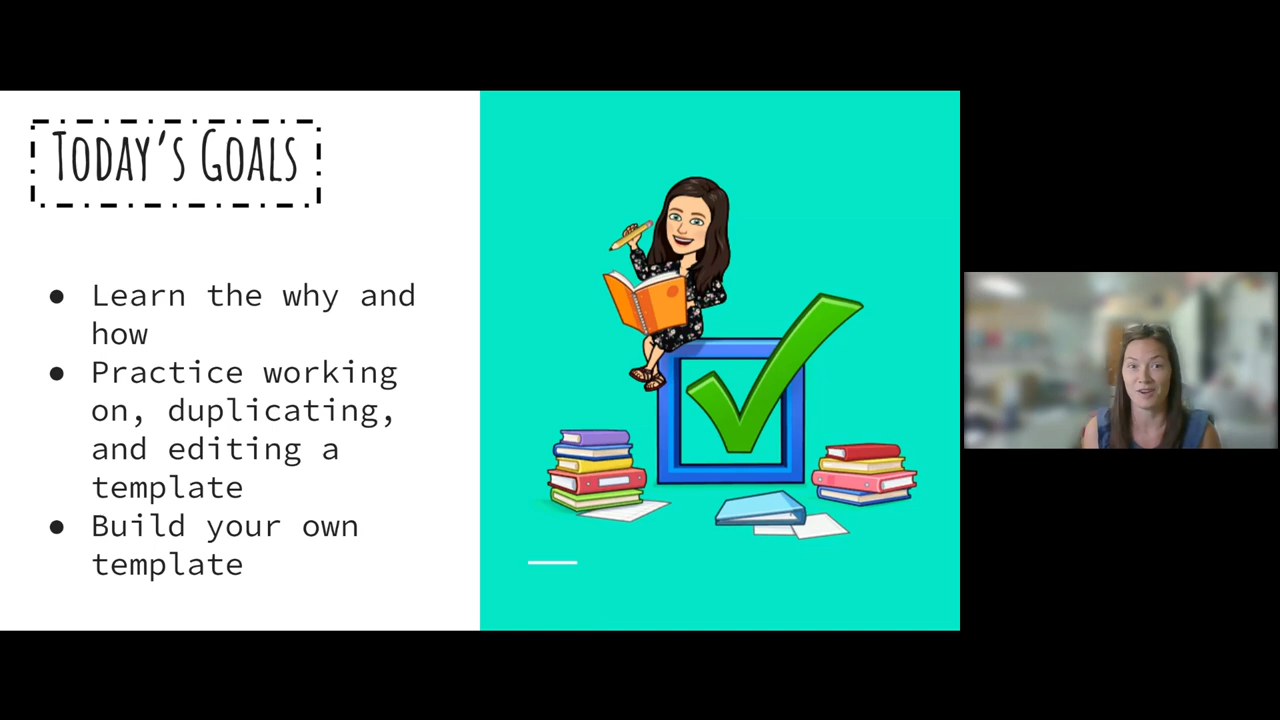 Today's Goals
● Learn the why and
how
● Practice working
on, duplicating,
and editing a
template
● Build your own
template